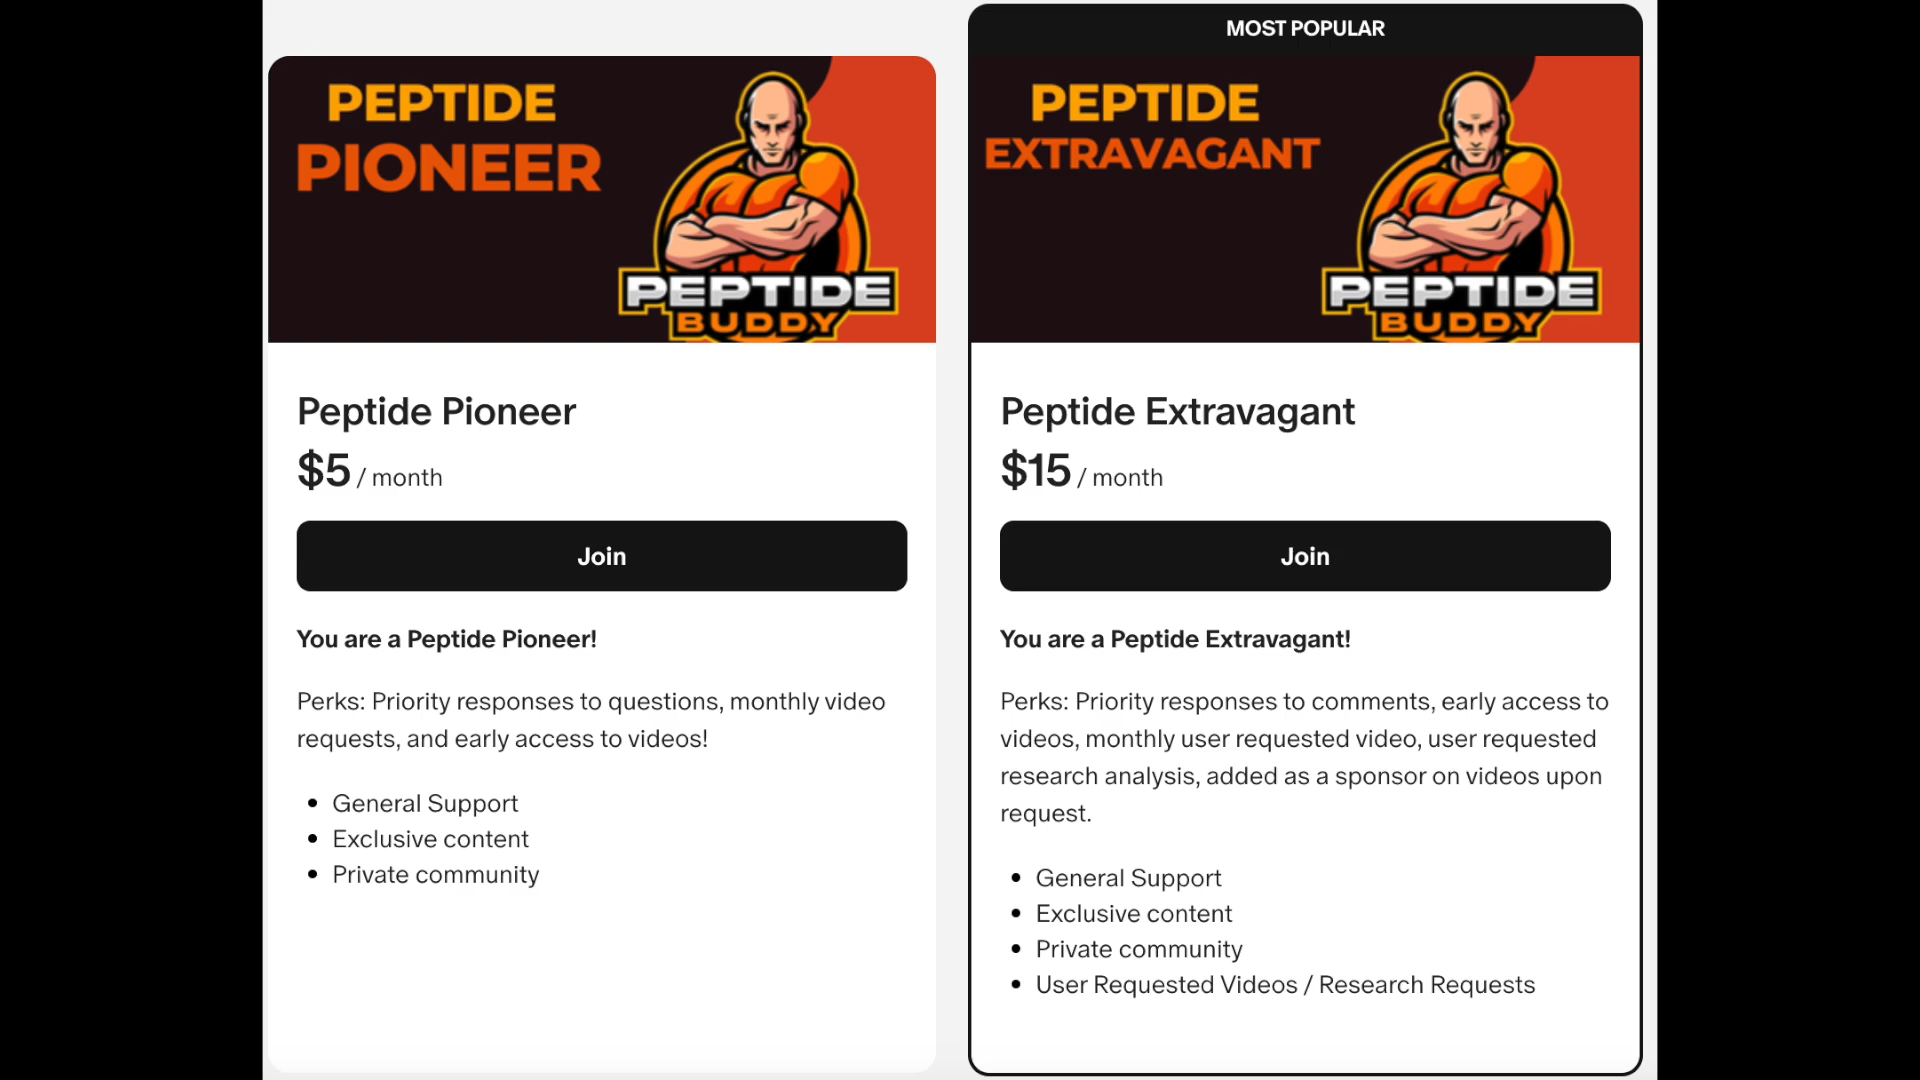 PEPTIDE
PIONEER
PEPTIDE
BUDDY
Peptide Pioneer
$5 / month
Join
You are a Peptide Pioneer!
Perks: Priority responses to questions, monthly video
requests, and early access to videos!
• General Support
• Exclusive content
• Private community
MOST POPULAR
PEPTIDE
EXTRAVAGANT
PEPTIDE
BUDDY
Peptide Extravagant
$15 / month
Join
You are a Peptide Extravagant!
Perks: Priority responses to comments, early access to
videos, monthly user requested video, user requested
research analysis, added as a sponsor on videos upon
request.
• General Support
• Exclusive content
• Private community
• User Requested Videos / Research Requests